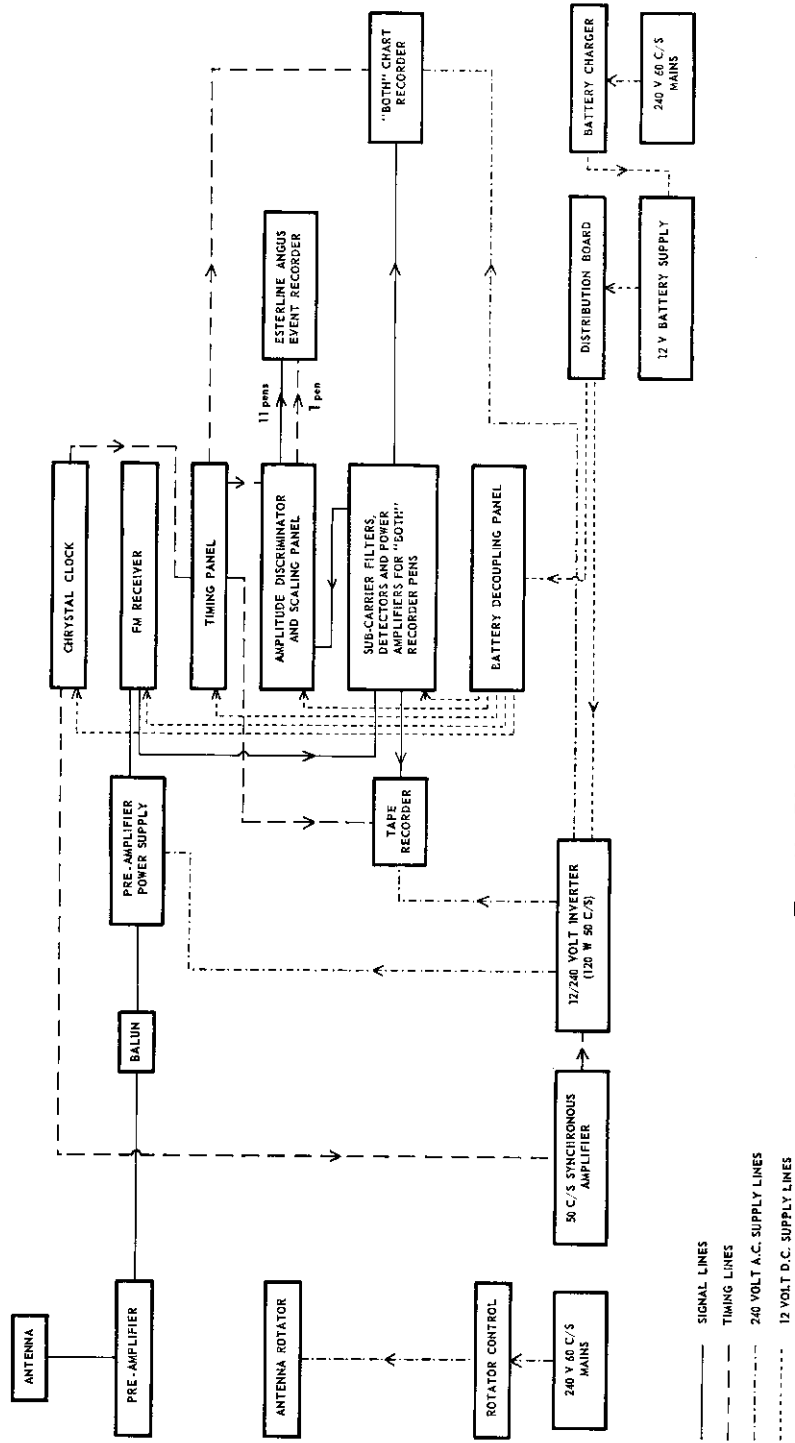 ANTENNA
PRE-AMPLIFIER
BALUN
PRE-AMPLIFIER
POWER SUPPLY
CHRYSTAL CLOCK
FM RECEIVER
TIMING PANEL
AMPLITUDE DISCRIMINATOR
AND SCALING PANEL
SUB-CARRIER FILTERS,
DETECTORS AND POWER
AMPLIFIERS FOR "BOTH"
RECORDER PENS
BATTERY DECOUPLING PANEL
11 pens
1 pen
ESTERLINE ANGUS
EVENT RECORDER
"BOTH" CHART
RECORDER
TAPE
RECORDER
ANTENNA ROTATOR
ROTATOR CONTROL
240 V 60 C/S
MAINS
50 C/S SYNCHRONOUS
AMPLIFIER
12/240 VOLT INVERTER
(120 W 50 C/S)
DISTRIBUTION BOARD
12 V BATTERY SUPPLY
BATTERY CHARGER
240 V 60 C/S
MAINS
SIGNAL LINES
TIMING LINES
240 VOLT A.C. SUPPLY LINES
12 VOLT D.C. SUPPLY LINES